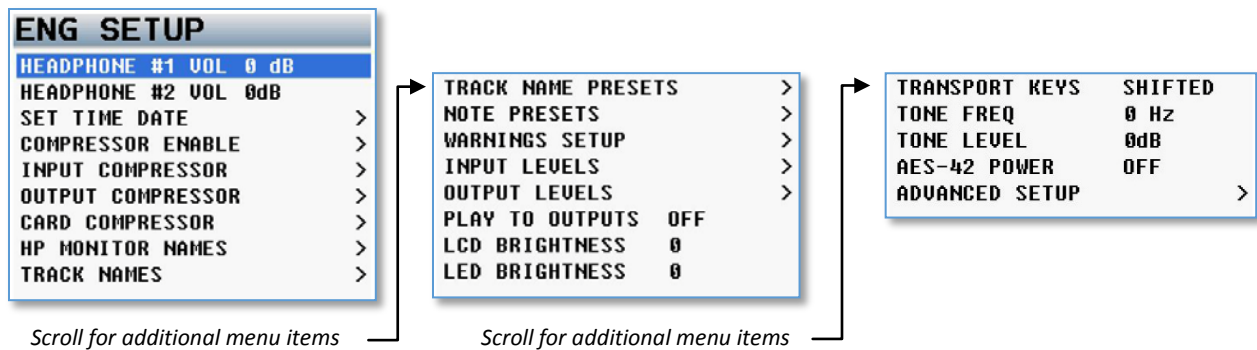 ENG SETUP
HEADPHONE #1 VOL 0 dB
HEADPHONE #2 VOL 0dB
SET TIME DATE >
COMPRESSOR ENABLE >
INPUT COMPRESSOR >
OUTPUT COMPRESSOR >
CARD COMPRESSOR >
HP MONITOR NAMES >
TRACK NAMES >
Scroll for additional menu items
TRACK NAME PRESETS >
NOTE PRESETS >
WARNINGS SETUP >
INPUT LEVELS >
OUTPUT LEVELS >
PLAY TO OUTPUTS OFF
LCD BRIGHTNESS 0
LED BRIGHTNESS 0
Scroll for additional menu items
TRANSPORT KEYS SHIFTED
TONE FREQ 0 Hz
TONE LEVEL 0dB
AES-42 POWER OFF
ADVANCED SETUP >